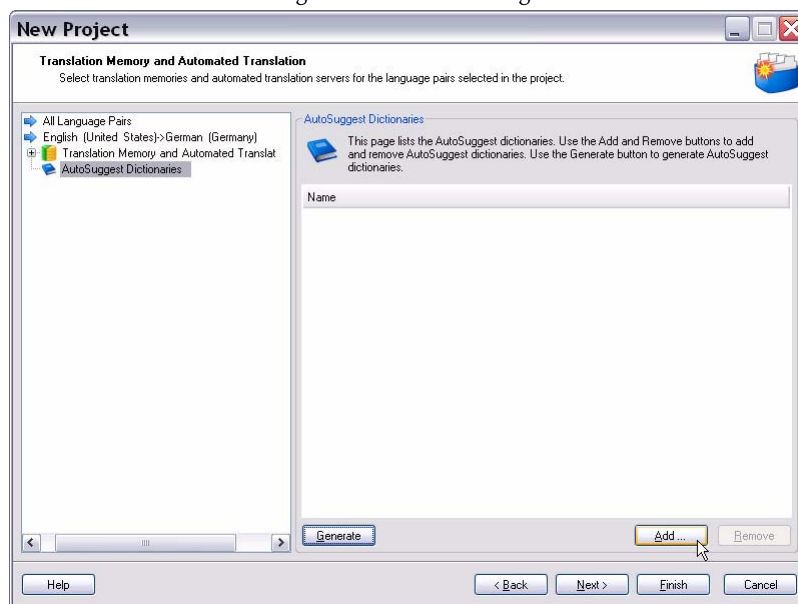 New Project
Translation Memory and Automated Translation
Select translation memories and automated translation servers for the language pairs selected in the project.
All Language Pairs
English (United States)->German (Germany)
Translation Memory and Automated Translat
AutoSuggest Dictionaries
AutoSuggest Dictionaries
This page lists the AutoSuggest dictionaries. Use the Add and Remove buttons to add
and remove AutoSuggest dictionaries. Use the Generate button to generate AutoSuggest
dictionaries.
Name
Generate
Add ...
Remove
Help
< Back
Next >
Finish
Cancel